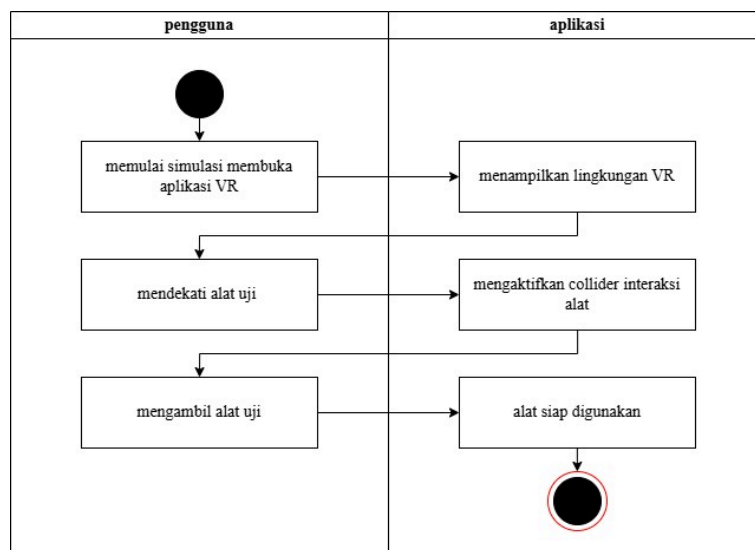 pengguna
aplikasi
memulai simulasi membuka
aplikasi VR
menampilkan lingkungan VR
mendekati alat uji
mengaktifkan collider interaksi
alat
mengambil alat uji
alat siap digunakan